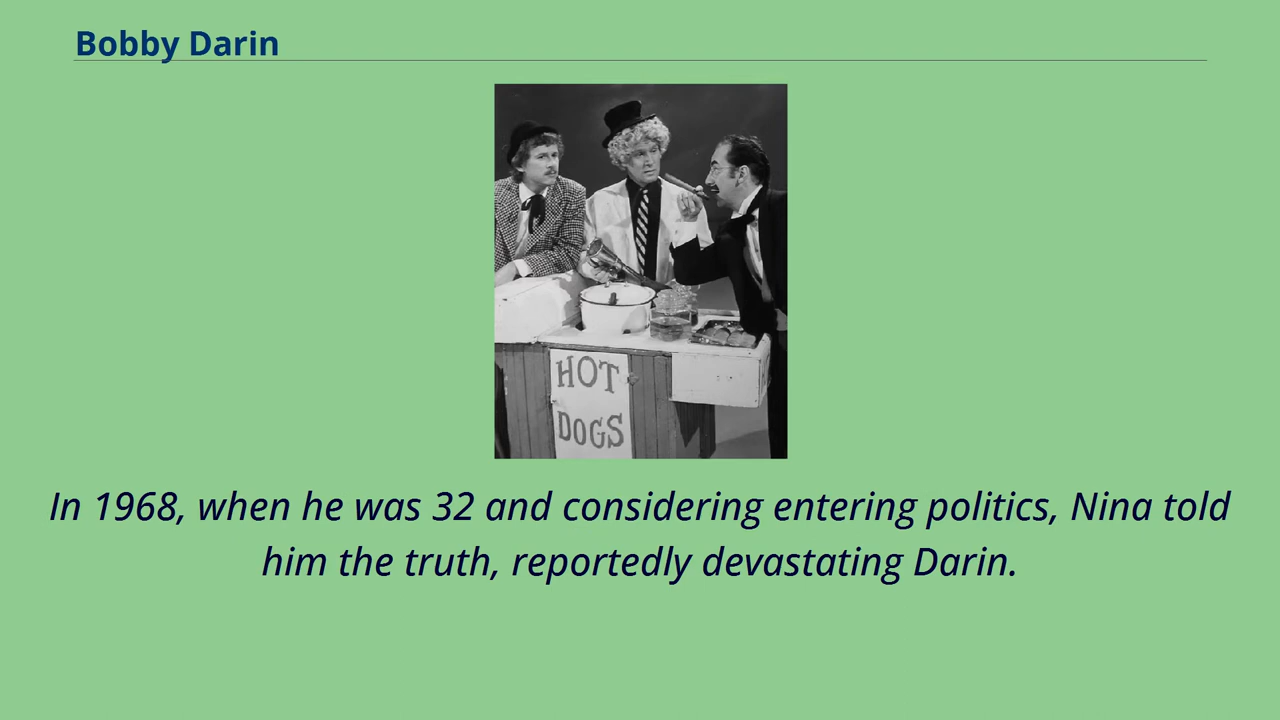 Bobby Darin
HOT
DOGS
In 1968, when he was 32 and considering entering politics, Nina told
him the truth, reportedly devastating Darin.